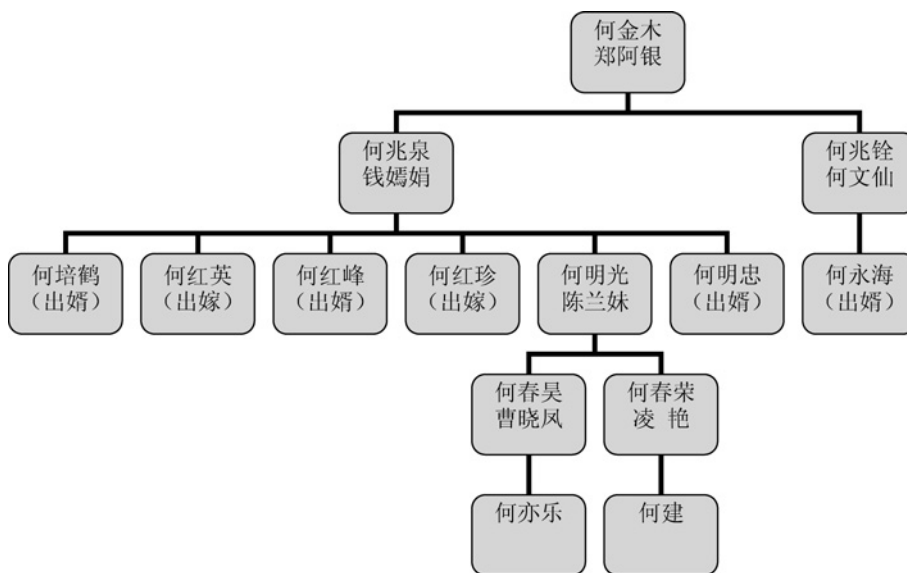 何金木
郑阿银
何兆泉
钱嫣娟
何兆铨
何文仙
何培鹤
（出婿）
何红英
（出嫁）
何红峰
（出婿）
何红珍
（出嫁）
何明光
陈兰妹
何明忠
（出婿）
何永海
（出婿）
何春昊
曹晓凤
何春荣
凌 艳
何亦乐
何建